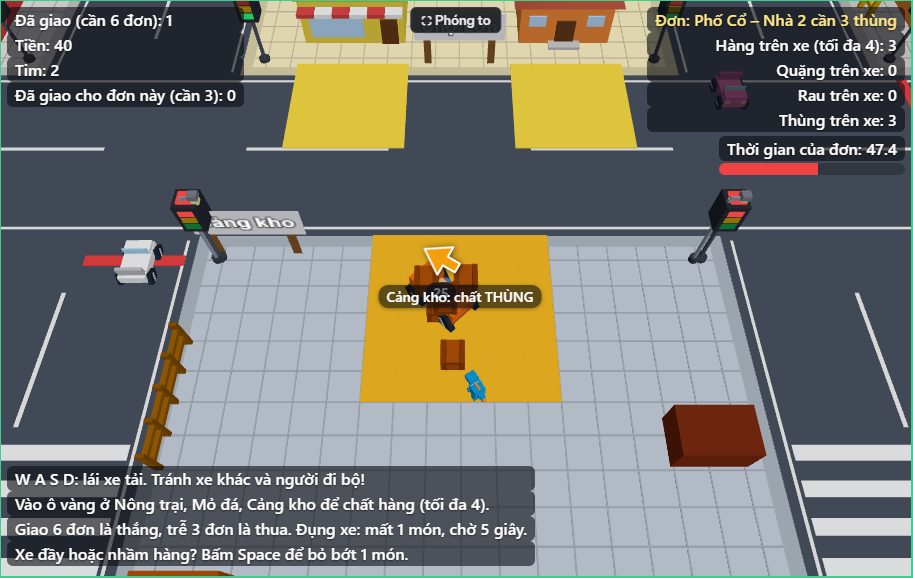 Đã giao (cần 6 đơn): 1
Tiền: 40
Tim: 2
Đã giao cho đơn này (cần 3): 0
Phóng to
Đơn: Phố Cổ – Nhà 2 cần 3 thùng
Hàng trên xe (tối đa 4): 3
Quặng trên xe: 0
Rau trên xe: 0
Thùng trên xe: 3
Thời gian của đơn: 47.4
ảng kho
25
Cảng kho: chất THÙNG
W A S D: lái xe tải. Tránh xe khác và người đi bộ!
Vào ô vàng ở Nông trại, Mỏ đá, Cảng kho để chất hàng (tối đa 4).
Giao 6 đơn là thắng, trễ 3 đơn là thua. Đụng xe: mất 1 món, chờ 5 giây.
Xe đầy hoặc nhầm hàng? Bấm Space để bỏ bớt 1 món.